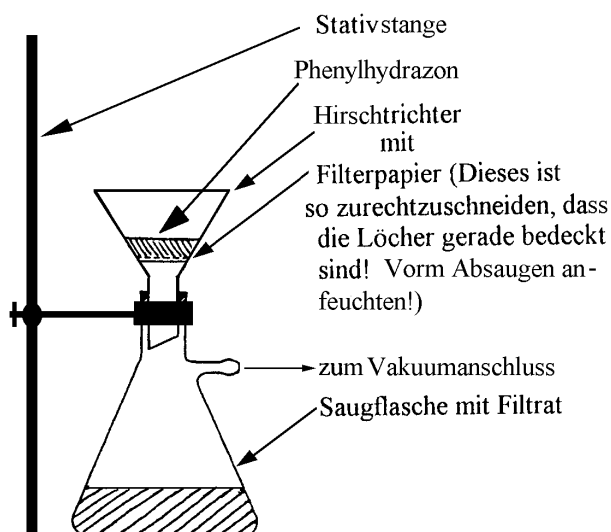 Stativstange
Phenylhydrazon
Hirschtrichter
mit
Filterpapier (Dieses ist
so zurechtzuschneiden, dass
die Löcher gerade bedeckt
sind! Vorm Absaugen an-
feuchten!)
zum Vakuumanschluss
Saugflasche mit Filtrat